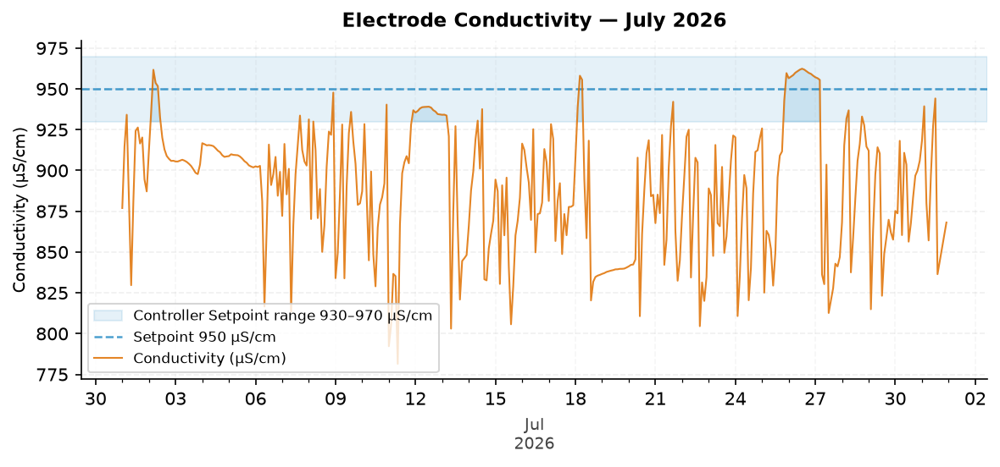 Electrode Conductivity — July 2026
Conductivity (µS/cm)
975
950
925
900
875
850
825
800
775
Controller Setpoint range 930–970 µS/cm
Setpoint 950 µS/cm
Conductivity (µS/cm)
30 03 06 09 12 15 18 21 24 27 30 02
Jul
2026